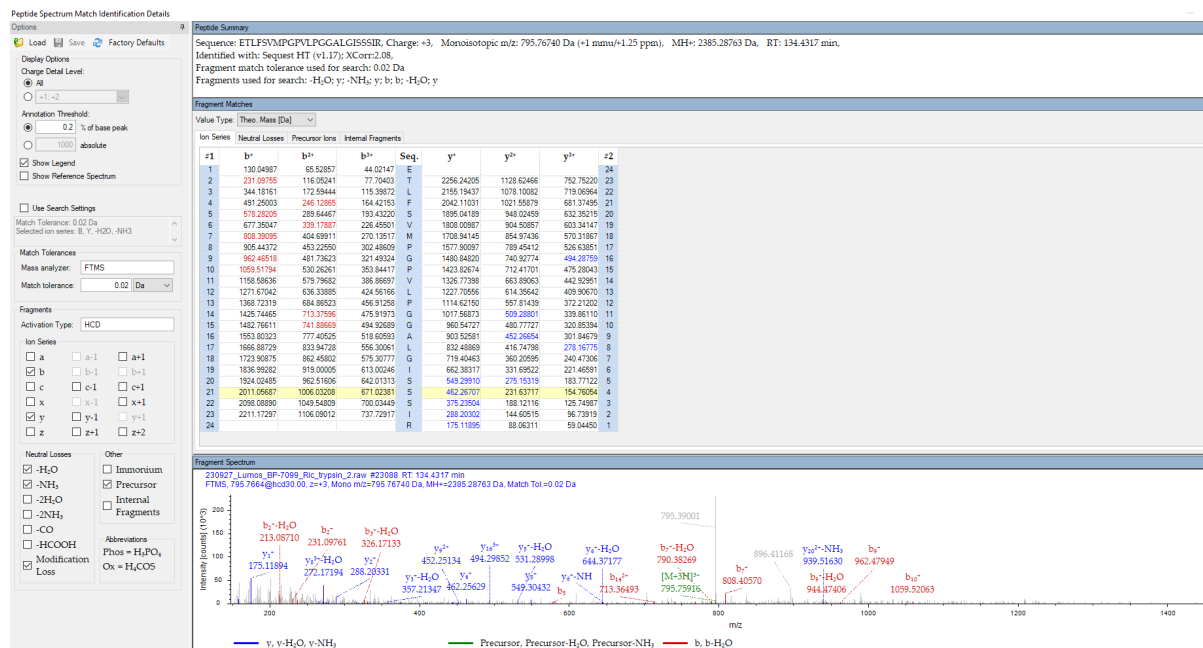 Peptide Spectrum Match Identification Details
Options
Load Save Factory Defaults
Display Options
Charge Detail Level:
All
+1; +2
Annotation Threshold:
0.2 % of base peak
1000 absolute
Show Legend
Show Reference Spectrum
Use Search Settings
Match Tolerance: 0.02 Da
Selected ion series: B, Y, -H2O, -NH3
Match Tolerances
Mass analyzer: FTMS
Match tolerance: 0.02 Da
Fragments
Activation Type: HCD
Ion Series
a a-1 a+1
b b-1 b+1
c c-1 c+1
x x-1 x+1
y y-1 y+1
z z+1 z+2
Neutral Losses
-H₂O
-NH₃
-2H₂O
-2NH₃
-CO
-HCOOH
Modification
Loss
Other
Immonium
Precursor
Internal
Fragments
Abbreviations
Phos = H₃PO₄
Ox = H₄COS
Peptide Summary
Sequence: ETLFSVMPGPVLPGGALGISSSIR, Charge: +3, Monoisotopic m/z: 795.76740 Da (+1 mmu/+1.25 ppm), MH+: 2385.28763 Da, RT: 134.4317 min,
Identified with: Sequest HT (v1.17); XCorr:2.08,
Fragment match tolerance used for search: 0.02 Da
Fragments used for search: -H₂O; y; -NH₃; y; b; b; -H₂O; y
Fragment Matches
Value Type: Theo. Mass [Da]
Ion Series Neutral Losses Precursor Ions Internal Fragments
#1 b⁺ b²⁺ b³⁺ Seq. y⁺ y²⁺ y³⁺ #2
1 130.04987 65.52857 44.02147 E 24
2 231.09755 116.05241 77.70403 T 2256.24205 1128.62466 752.75220 23
3 344.18161 172.59444 115.39872 L 2155.19437 1078.10082 719.06964 22
4 491.25003 246.12865 164.42153 F 2042.11031 1021.55879 681.37495 21
5 578.28205 289.64467 193.43220 S 1895.04189 948.02459 632.35215 20
6 677.35047 339.17887 226.45501 V 1808.00987 904.50857 603.34147 19
7 808.39095 404.69911 270.13517 M 1708.94145 854.97436 570.31867 18
8 905.44372 453.22550 302.48609 P 1577.90097 789.45412 526.63851 17
9 962.46518 481.73623 321.49324 G 1480.84820 740.92774 494.28759 16
10 1059.51794 530.26261 353.84417 P 1423.82674 712.41701 475.28043 15
11 1158.58636 579.79682 386.86697 V 1326.77398 663.89063 442.92951 14
12 1271.67042 636.33885 424.56166 L 1227.70556 614.35642 409.90670 13
13 1368.72319 684.86523 456.91258 P 1114.62150 557.81439 372.21202 12
14 1425.74465 713.37596 475.91973 G 1017.56873 509.28801 339.86110 11
15 1482.76611 741.88669 494.92689 G 960.54727 480.77727 320.85394 10
16 1553.80323 777.40525 518.60593 A 903.52581 452.26654 301.84679 9
17 1666.88729 833.94728 556.30061 L 832.48869 416.74798 278.16775 8
18 1723.90875 862.45802 575.30777 G 719.40463 360.20595 240.47306 7
19 1836.99282 919.00005 613.00246 I 662.38317 331.69522 221.46591 6
20 1924.02485 962.51606 642.01313 S 549.29910 275.15319 183.77122 5
21 2011.05687 1006.03208 671.02381 S 462.26707 231.63717 154.76054 4
22 2098.08890 1049.54809 700.03449 S 375.23504 188.12116 125.74987 3
23 2211.17297 1106.09012 737.72917 I 288.20302 144.60515 96.73919 2
24 R 175.11895 88.06311 59.04450 1
Fragment Spectrum
230927_Lumos_BP-7099_Ric_trypsin_2.raw #23088 RT: 134.4317 min
FTMS, 795.7664@hcd30.00, z=+3, Mono m/z=795.76740 Da, MH+=2385.28763 Da, Match Tol.=0.02 Da
Intensity [counts] (10^3)
200
150
100
50
0
795.39001
b₂⁺-H₂O
213.08710
b₂⁺
231.09761
b₃⁺-H₂O
326.17133
y₁⁺
175.11894
y₈³⁺-H₂O
272.17194
y₂⁺
288.20331
y₉²⁺
452.25134
y₁₆³⁺
494.29852
y₅⁺-H₂O
531.28998
y₆⁺-H₂O
644.37177
b₇⁺-H₂O
790.38269
896.41168
y₂₀²⁺-NH₃
939.51630
b₉⁺
962.47949
y₃⁺-H₂O
357.21347
y₄⁺
462.25629
y₅⁺
549.30432
b₅
y₆⁺-NH
b₁₄²⁺
713.36493
[M+3H]³⁺
795.75916
b₇⁺
808.40570
b₉⁺-H₂O
944.47406
b₁₀⁺
1059.52063
200 400 600 800 1000 1200 1400
m/z
y, y-H₂O, y-NH₃ Precursor, Precursor-H₂O, Precursor-NH₃ b, b-H₂O